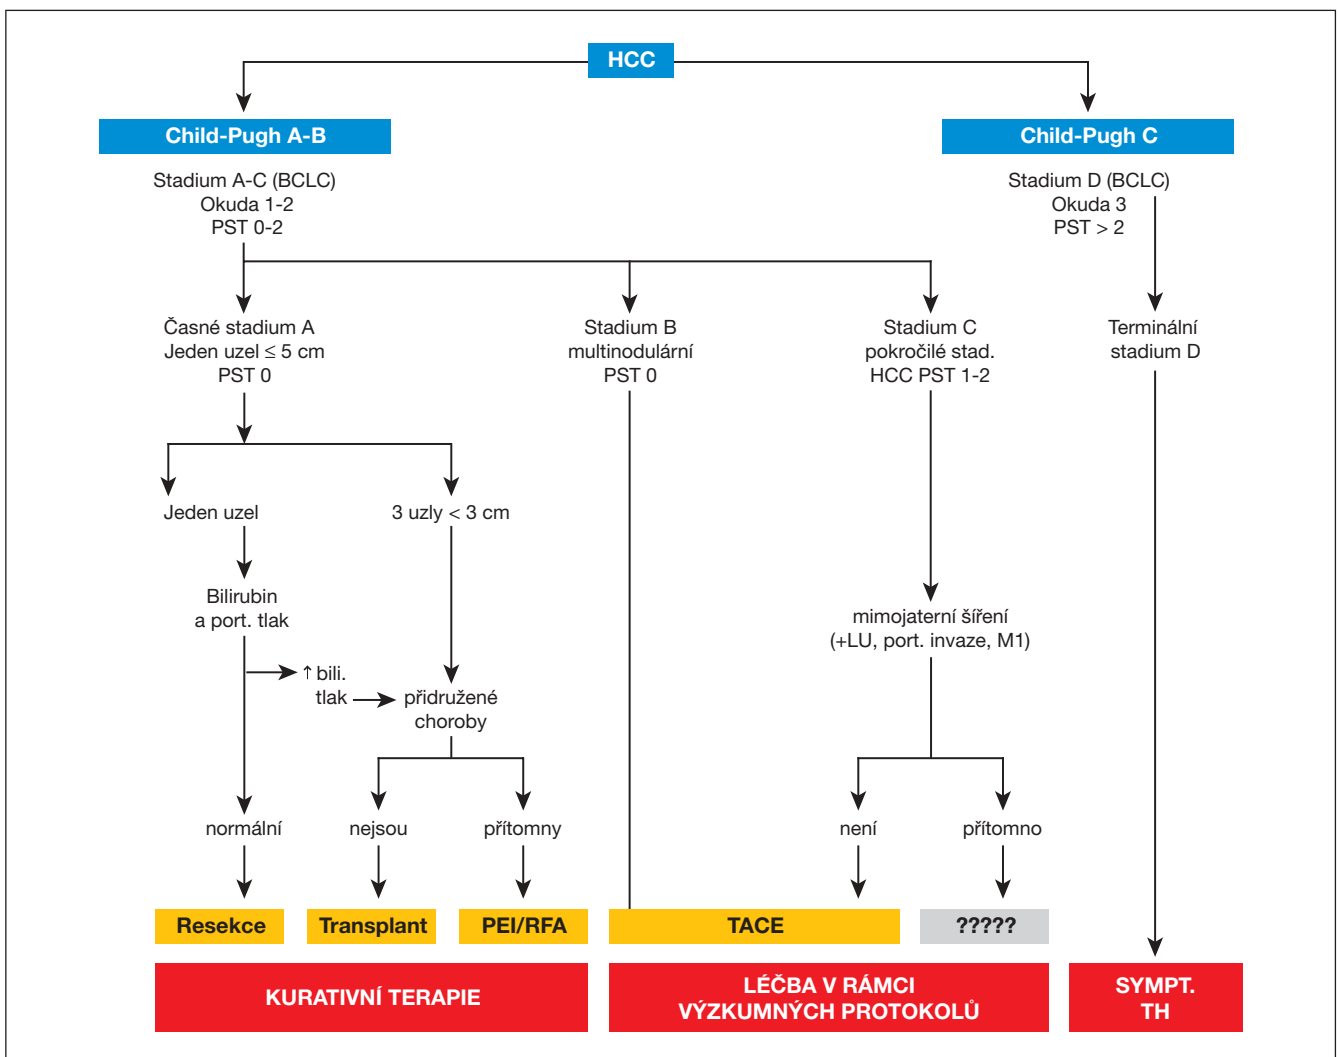 HCC
Child-Pugh A-B
Child-Pugh C
Stadium A-C (BCLC)
Okuda 1-2
PST 0-2
Stadium D (BCLC)
Okuda 3
PST > 2
Časné stadium A
Jeden uzel ≤ 5 cm
PST 0
Stadium B
multinodulární
PST 0
Stadium C
pokročilé stad.
HCC PST 1-2
Terminální
stadium D
Jeden uzel
3 uzly < 3 cm
Bilirubin
a port. tlak
mimojaterní šíření
(+LU, port. invaze, M1)
↑ bili.
tlak
přidružené
choroby
normální
nejsou
přítomny
není
přítomno
Resekce
Transplant
PEI/RFA
TACE
?????
KURATIVNÍ TERAPIE
LÉČBA V RÁMCI
VÝZKUMNÝCH PROTOKOLŮ
SYMPT.
TH